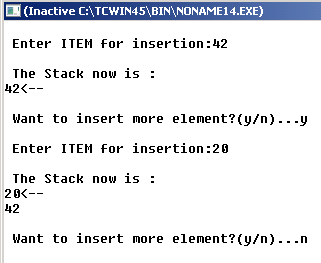 (Inactive C:\TCWIN45\BIN\NONAME14.EXE)
Enter ITEM for insertion:42
The Stack now is :
42<--
Want to insert more element?(y/n)...y
Enter ITEM for insertion:20
The Stack now is :
20<--
42
Want to insert more element?(y/n)...n